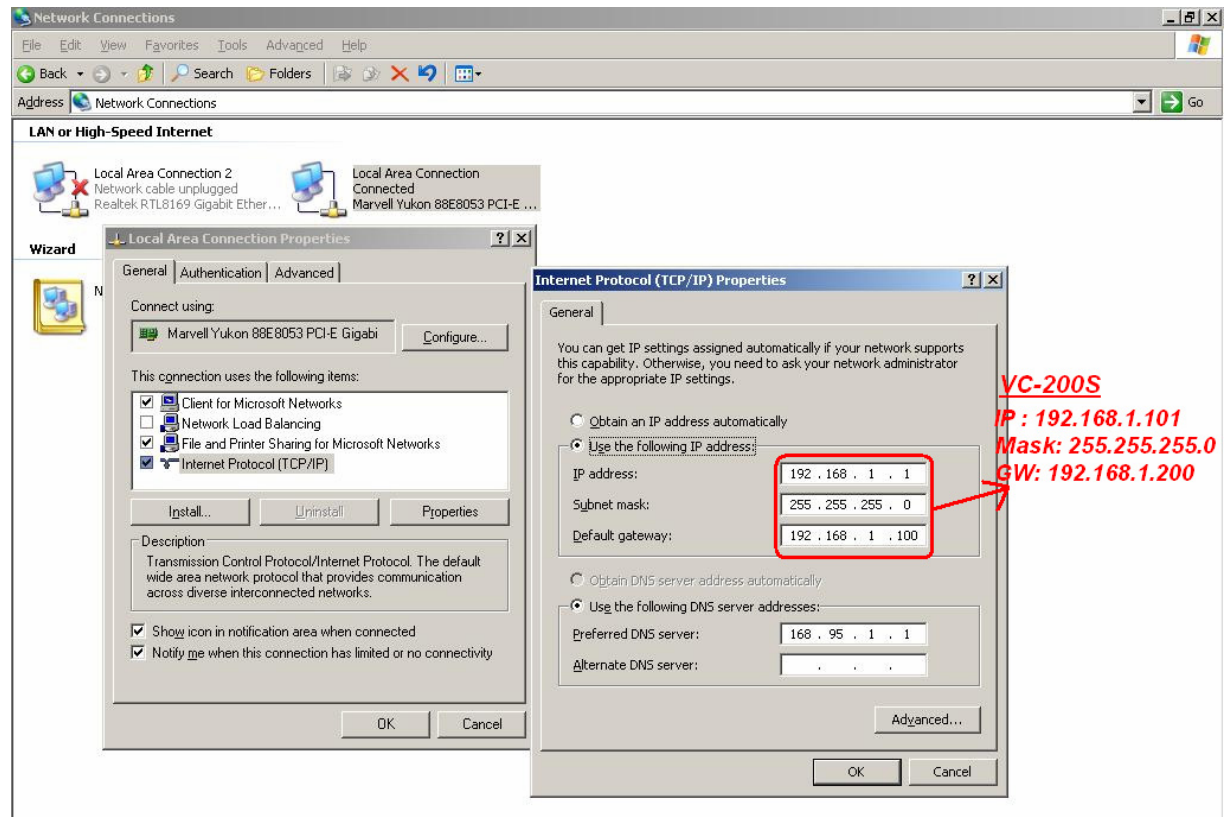 Network Connections
File Edit View Favorites Tools Advanced Help
Back Search Folders
Address Network Connections Go
LAN or High-Speed Internet
Local Area Connection 2
Network cable unplugged
Realtek RTL8169 Gigabit Ether...
Local Area Connection
Connected
Marvell Yukon 88E8053 PCI-E ...
Wizard
N
Local Area Connection Properties
General Authentication Advanced
Connect using:
Marvell Yukon 88E8053 PCI-E Gigabi Configure...
This connection uses the following items:
Client for Microsoft Networks
Network Load Balancing
File and Printer Sharing for Microsoft Networks
Internet Protocol (TCP/IP)
Install... Uninstall Properties
Description
Transmission Control Protocol/Internet Protocol. The default
wide area network protocol that provides communication
across diverse interconnected networks.
Show icon in notification area when connected
Notify me when this connection has limited or no connectivity
OK Cancel
Internet Protocol (TCP/IP) Properties
General
You can get IP settings assigned automatically if your network supports
this capability. Otherwise, you need to ask your network administrator
for the appropriate IP settings.
Obtain an IP address automatically
Use the following IP address:
IP address: 192 . 168 . 1 . 1
Subnet mask: 255 . 255 . 255 . 0
Default gateway: 192 . 168 . 1 . 100
Obtain DNS server address automatically
Use the following DNS server addresses:
Preferred DNS server: 168 . 95 . 1 . 1
Alternate DNS server: . . .
Advanced...
OK Cancel
VC-200S
IP : 192.168.1.101
Mask: 255.255.255.0
GW: 192.168.1.200